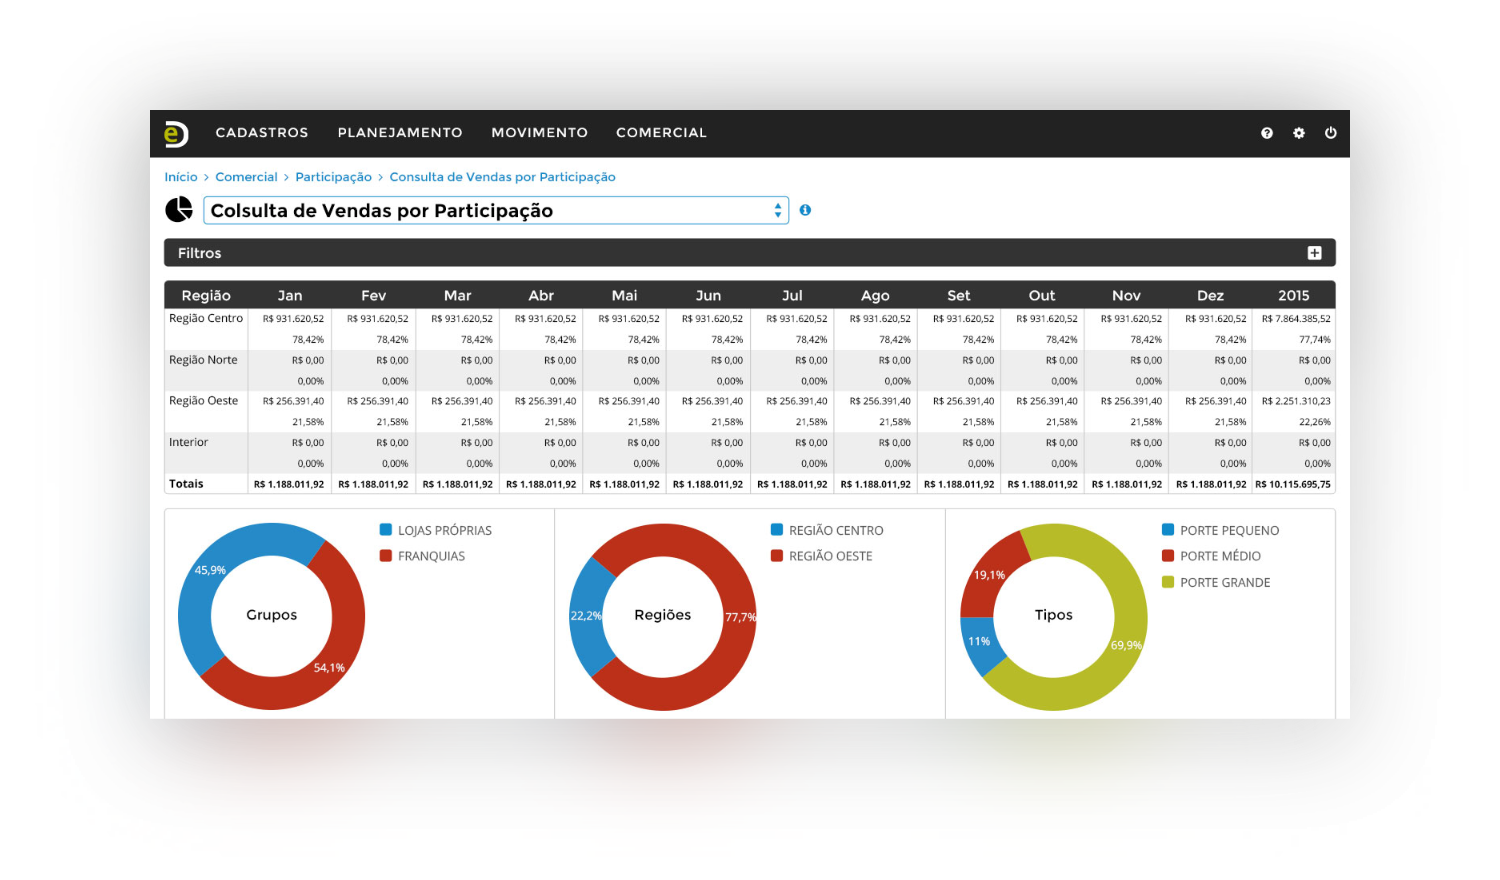 CADASTROS PLANEJAMENTO MOVIMENTO COMERCIAL
Início > Comercial > Participação > Consulta de Vendas por Participação
Colsulta de Vendas por Participação
Filtros
Região Jan Fev Mar Abr Mai Jun Jul Ago Set Out Nov Dez 2015
Região Centro R$ 931.620,52 R$ 931.620,52 R$ 931.620,52 R$ 931.620,52 R$ 931.620,52 R$ 931.620,52 R$ 931.620,52 R$ 931.620,52 R$ 931.620,52 R$ 931.620,52 R$ 931.620,52 R$ 931.620,52 R$ 7.864.385,52
78,42% 78,42% 78,42% 78,42% 78,42% 78,42% 78,42% 78,42% 78,42% 78,42% 78,42% 78,42% 77,74%
Região Norte R$ 0,00 R$ 0,00 R$ 0,00 R$ 0,00 R$ 0,00 R$ 0,00 R$ 0,00 R$ 0,00 R$ 0,00 R$ 0,00 R$ 0,00 R$ 0,00 R$ 0,00
0,00% 0,00% 0,00% 0,00% 0,00% 0,00% 0,00% 0,00% 0,00% 0,00% 0,00% 0,00% 0,00%
Região Oeste R$ 256.391,40 R$ 256.391,40 R$ 256.391,40 R$ 256.391,40 R$ 256.391,40 R$ 256.391,40 R$ 256.391,40 R$ 256.391,40 R$ 256.391,40 R$ 256.391,40 R$ 256.391,40 R$ 256.391,40 R$ 2.251.310,23
21,58% 21,58% 21,58% 21,58% 21,58% 21,58% 21,58% 21,58% 21,58% 21,58% 21,58% 21,58% 22,26%
Interior R$ 0,00 R$ 0,00 R$ 0,00 R$ 0,00 R$ 0,00 R$ 0,00 R$ 0,00 R$ 0,00 R$ 0,00 R$ 0,00 R$ 0,00 R$ 0,00 R$ 0,00
0,00% 0,00% 0,00% 0,00% 0,00% 0,00% 0,00% 0,00% 0,00% 0,00% 0,00% 0,00% 0,00%
Totais R$ 1.188.011,92 R$ 1.188.011,92 R$ 1.188.011,92 R$ 1.188.011,92 R$ 1.188.011,92 R$ 1.188.011,92 R$ 1.188.011,92 R$ 1.188.011,92 R$ 1.188.011,92 R$ 1.188.011,92 R$ 1.188.011,92 R$ 1.188.011,92 R$ 10.115.695,75
LOJAS PRÓPRIAS
FRANQUIAS
45,9%
Grupos
54,1%
REGIÃO CENTRO
REGIÃO OESTE
22,2%
Regiões
77,7%
PORTE PEQUENO
PORTE MÉDIO
PORTE GRANDE
19,1%
Tipos
11%
69,9%